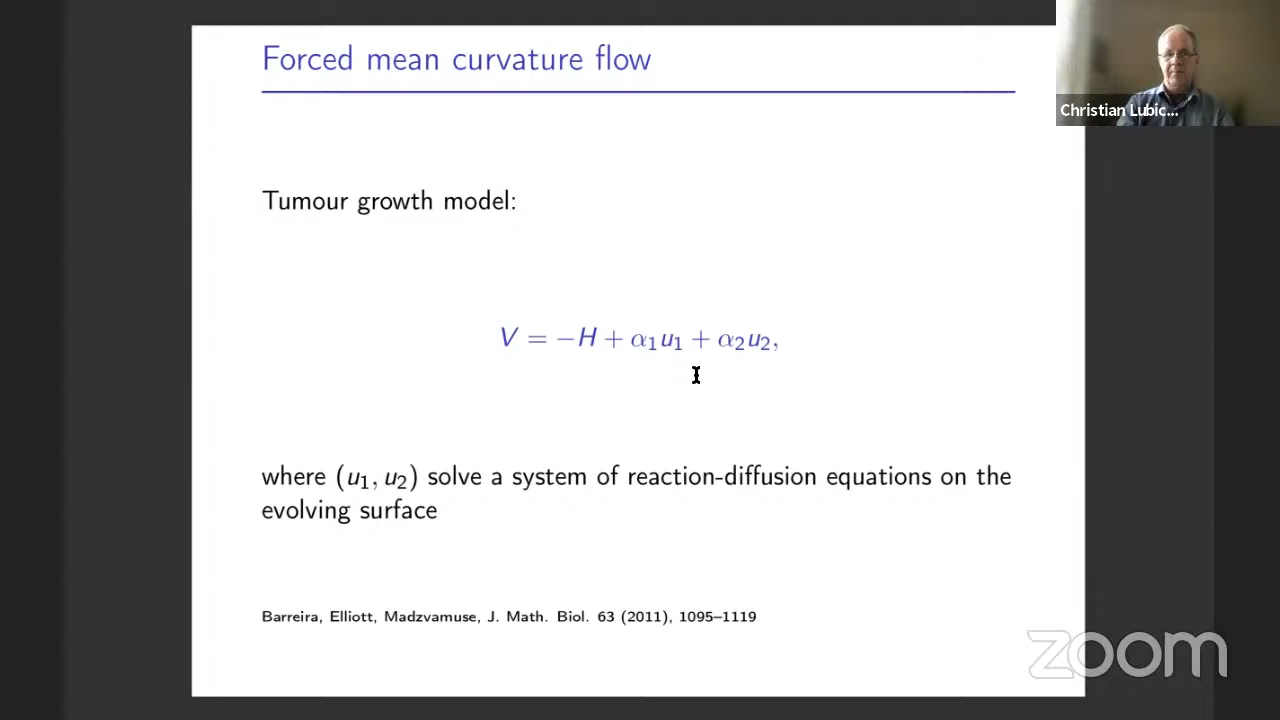 Forced mean curvature flow
Christian Lubic...
Tumour growth model:
V = −H + α₁u₁ + α₂u₂,
where (u₁, u₂) solve a system of reaction-diffusion equations on the
evolving surface
Barreira, Elliott, Madzvamuse, J. Math. Biol. 63 (2011), 1095–1119
zoom